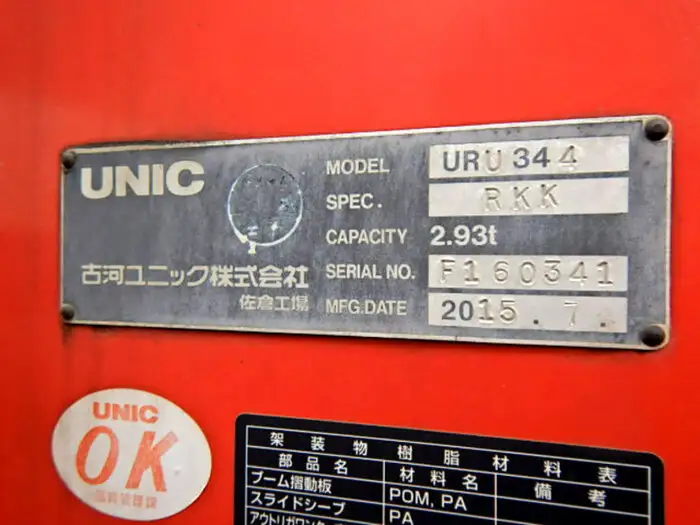 UNIC
MODEL URU344
SPEC. RKK
CAPACITY 2.93t
古河ユニック株式会社
佐倉工場
SERIAL NO. F160341
MFG.DATE 2015.7.
UNIC
OK
架装物樹脂材料表
部品名 材料名 備考
ブーム摺動板 POM, PA
スライドシーブ PA